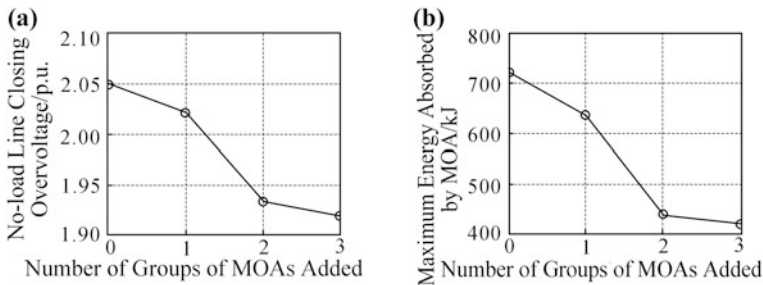 (a)
No-load Line Closing
Overvoltage/p.u.
2.10
2.05
2.00
1.95
1.90
0 1 2 3
Number of Groups of MOAs Added
(b)
Maximum Energy Absorbed
by MOA/kJ
800
700
600
500
400
0 1 2 3
Number of Groups of MOAs Added